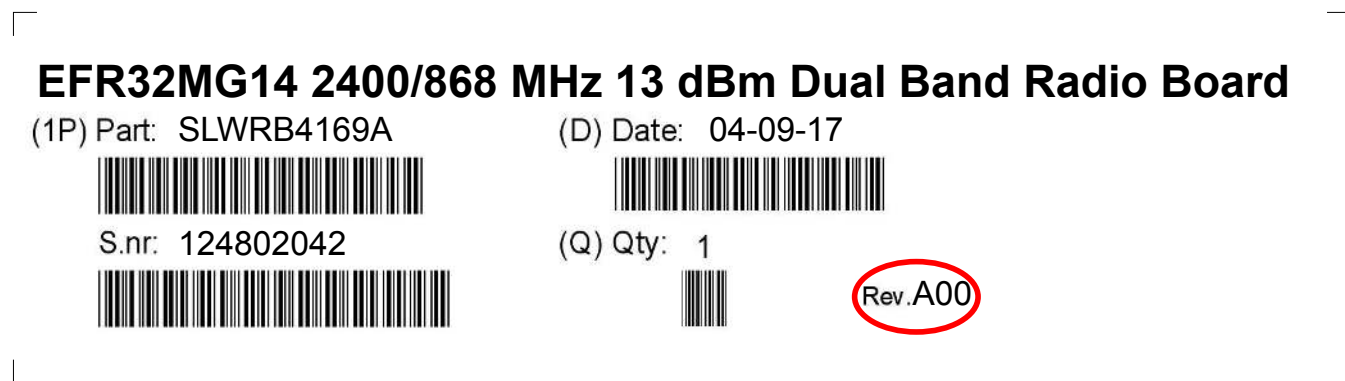 EFR32MG14 2400/868 MHz 13 dBm Dual Band Radio Board
(1P) Part: SLWRB4169A (D) Date: 04-09-17
S.nr: 124802042 (Q) Qty: 1
Rev.A00